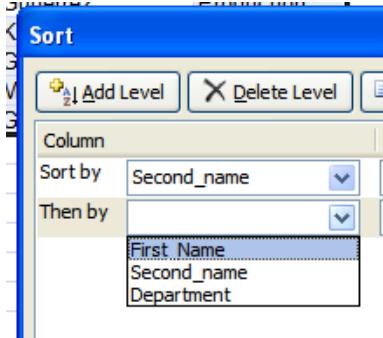 Sort
Add Level Delete Level
Column
Sort by Second_name
Then by
First_Name
Second_name
Department